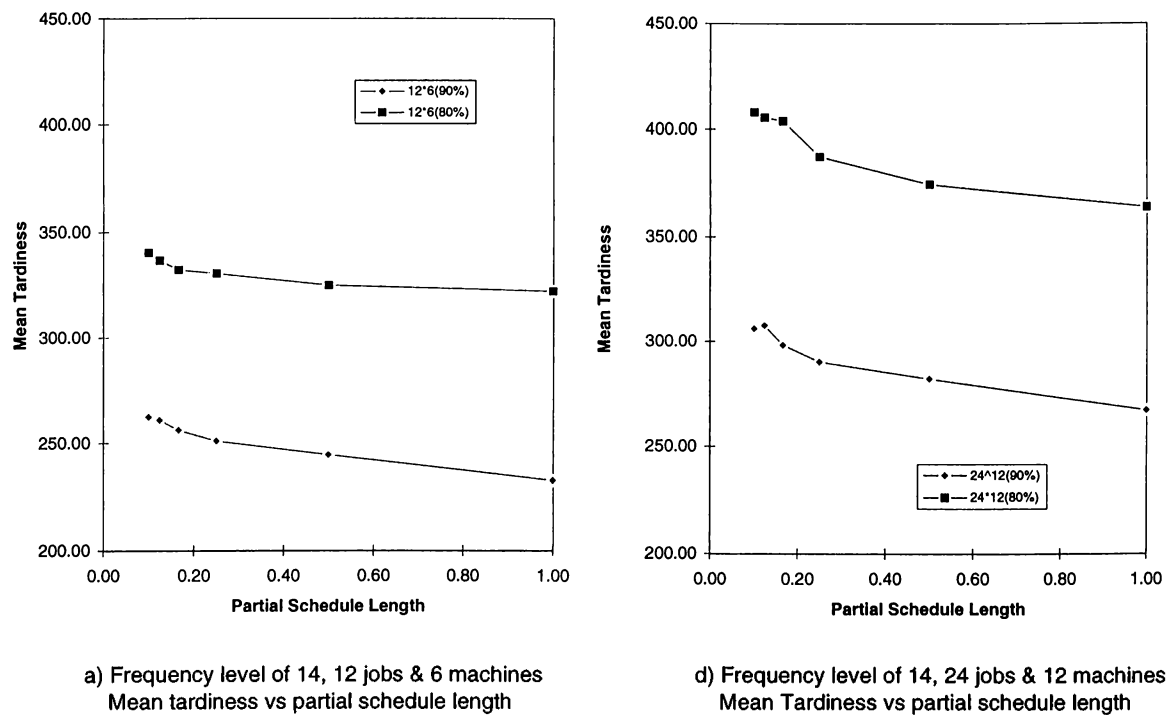 450.00
400.00
350.00
300.00
250.00
200.00
Mean Tardiness
12*6(90%)
12*6(80%)
0.00 0.20 0.40 0.60 0.80 1.00
Partial Schedule Length
a) Frequency level of 14, 12 jobs & 6 machines
Mean tardiness vs partial schedule length
450.00
400.00
350.00
300.00
250.00
200.00
Mean Tardiness
24^12(90%)
24*12(80%)
0.00 0.20 0.40 0.60 0.80 1.00
Partial Schedule Length
d) Frequency level of 14, 24 jobs & 12 machines
Mean Tardiness vs partial schedule length